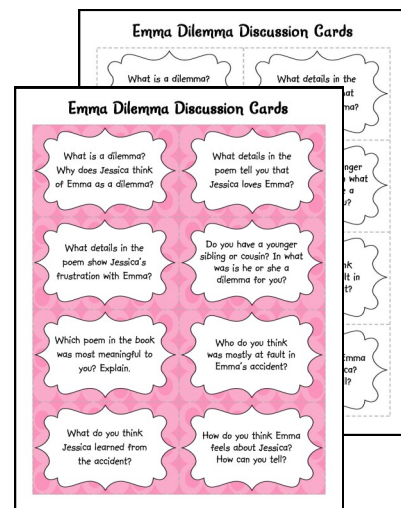 Emma Dilemma Discussion Cards
What is a dilemma?
What details in the
what
a
Emma
Emma Dilemma Discussion Cards
What is a dilemma?
Why does Jessica think
of Emma as a dilemma?
What details in the
poem tell you that
Jessica loves Emma?
What details in the
poem show Jessica's
frustration with Emma?
Do you have a younger
sibling or cousin? In what
was is he or she a
dilemma for you?
Which poem in the book
was most meaningful to
you? Explain.
Who do you think
was mostly at fault in
Emma's accident?
What do you think
Jessica learned from
the accident?
How do you think Emma
feels about Jessica?
How can you tell?